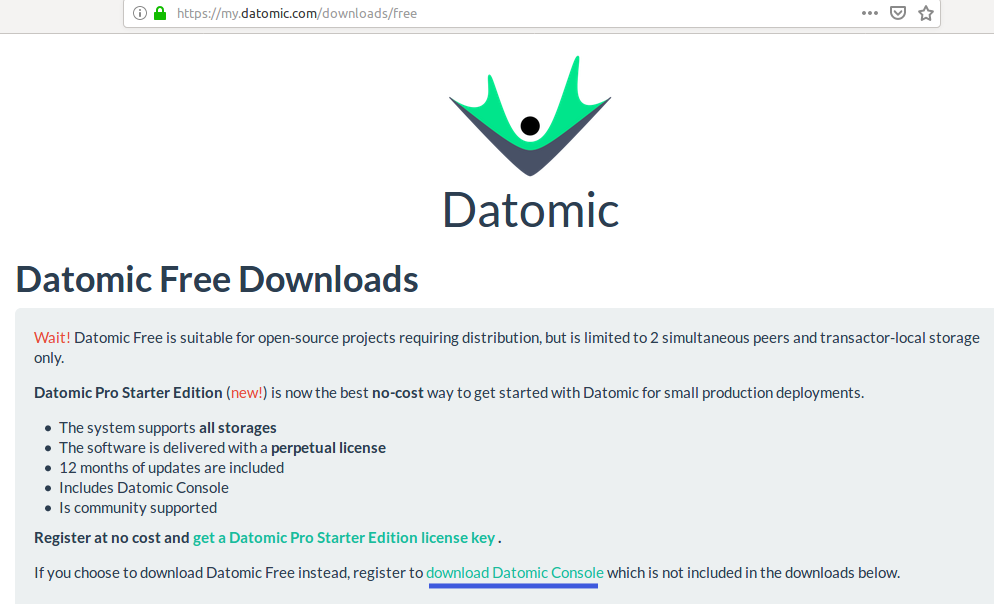 https://my.datomic.com/downloads/free
Datomic
Datomic Free Downloads
Wait! Datomic Free is suitable for open-source projects requiring distribution, but is limited to 2 simultaneous peers and transactor-local storage
only.
Datomic Pro Starter Edition (new!) is now the best no-cost way to get started with Datomic for small production deployments.
• The system supports all storages
• The software is delivered with a perpetual license
• 12 months of updates are included
• Includes Datomic Console
• Is community supported
Register at no cost and get a Datomic Pro Starter Edition license key .
If you choose to download Datomic Free instead, register to download Datomic Console which is not included in the downloads below.